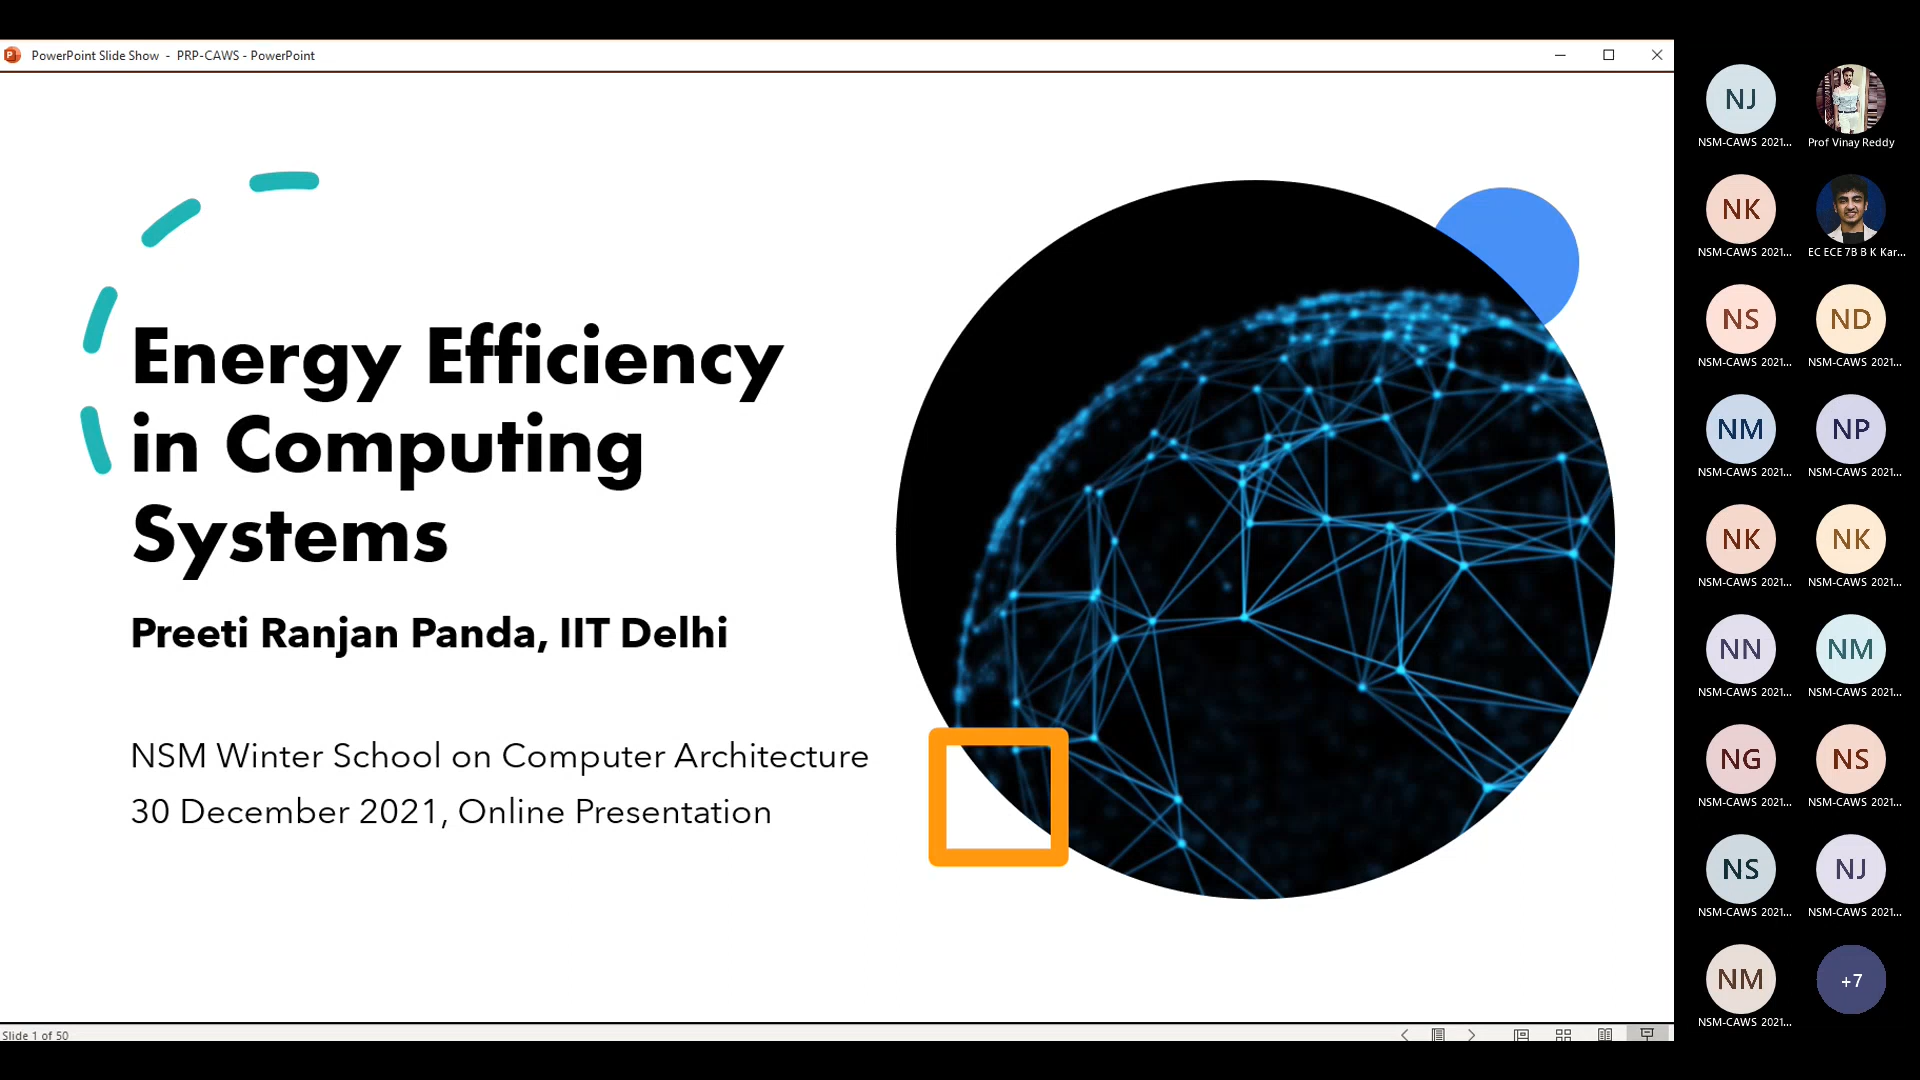 PowerPoint Slide Show - PRP-CAWS - PowerPoint
Energy Efficiency
in Computing
Systems
Preeti Ranjan Panda, IIT Delhi
NSM Winter School on Computer Architecture
30 December 2021, Online Presentation
Slide 1 of 50
NJ
NSM-CAWS 2021...
Prof Vinay Reddy
NK
NSM-CAWS 2021...
EC ECE 7B B K Kar...
NS
NSM-CAWS 2021...
ND
NSM-CAWS 2021...
NM
NSM-CAWS 2021...
NP
NSM-CAWS 2021...
NK
NSM-CAWS 2021...
NK
NSM-CAWS 2021...
NN
NSM-CAWS 2021...
NM
NSM-CAWS 2021...
NG
NSM-CAWS 2021...
NS
NSM-CAWS 2021...
NS
NSM-CAWS 2021...
NJ
NSM-CAWS 2021...
NM
NSM-CAWS 2021...
+7